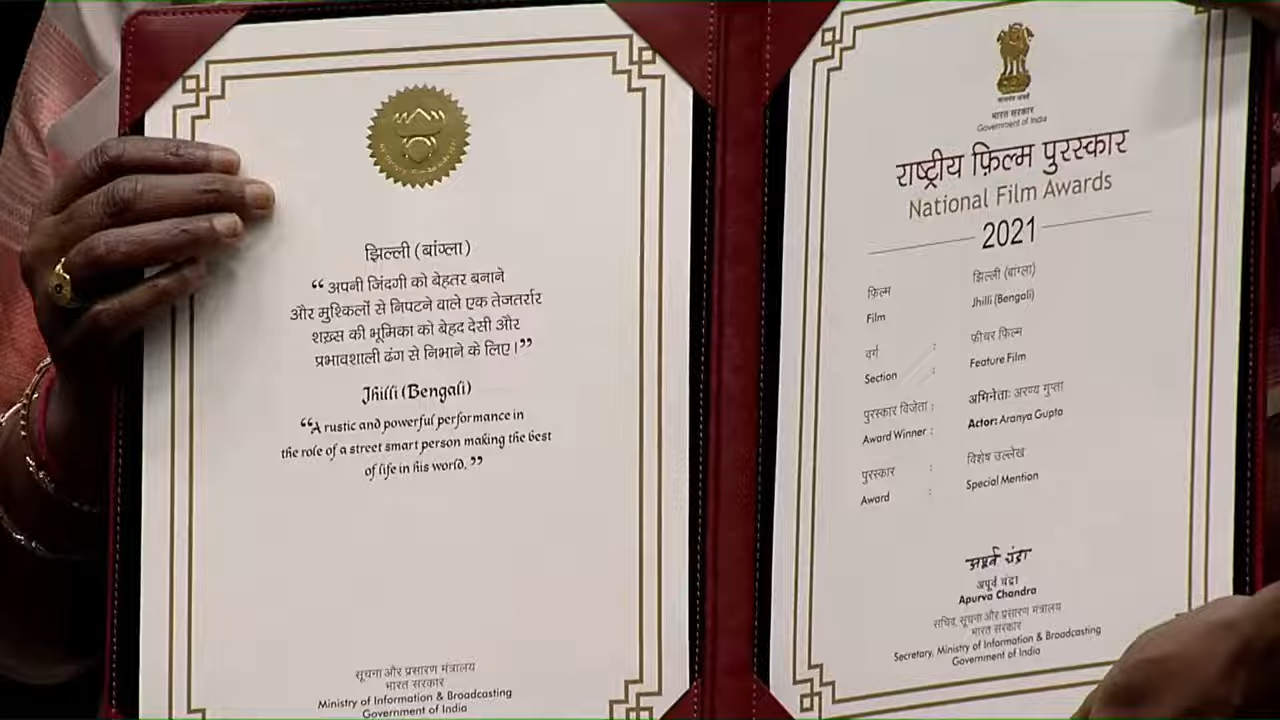 झिल्ली (बांग्ला)
“ अपनी जिंदगी को बेहतर बनाने
और मुश्किलों से निपटने वाले एक तेजतर्रार
शख़्स की भूमिका को बेहद देसी और
प्रभावशाली ढंग से निभाने के लिए।”
Jhilli (Bengali)
“A rustic and powerful performance in
the role of a street smart person making the best
of life in his world. ”
सूचना और प्रसारण मंत्रालय
भारत सरकार
Ministry of Information & Broadcasting
Government of India
सत्यमेव जयते
भारत सरकार
Government of India
राष्ट्रीय फ़िल्म पुरस्कार
National Film Awards
2021
फ़िल्म झिल्ली (बांग्ला)
Film Jhilli (Bengali)
वर्ग : फीचर फ़िल्म
Section : Feature Film
पुरस्कार विजेता : अभिनेताः अरण्य गुप्ता
Award Winner : Actor: Aranya Gupta
पुरस्कार : विशेष उल्लेख
Award : Special Mention
अपूर्व चंद्रा
अपूर्व चंद्रा
Apurva Chandra
सचिव, सूचना और प्रसारण मंत्रालय
भारत सरकार
Secretary, Ministry of Information & Broadcasting
Government of India